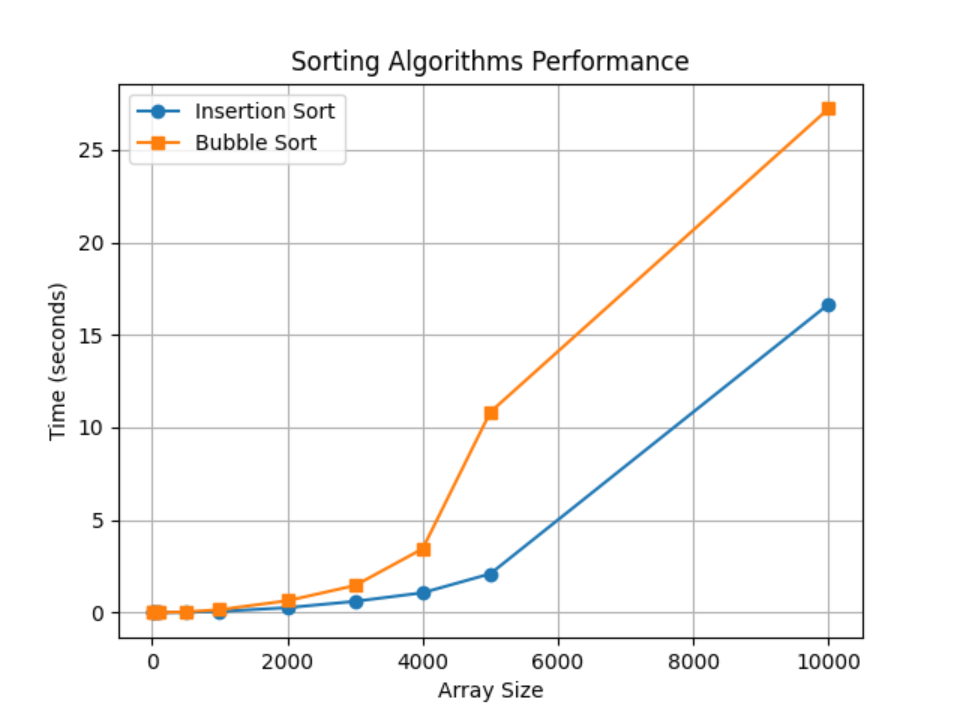 Sorting Algorithms Performance
Insertion Sort
Bubble Sort
25
20
15
10
5
0
Time (seconds)
0 2000 4000 6000 8000 10000
Array Size